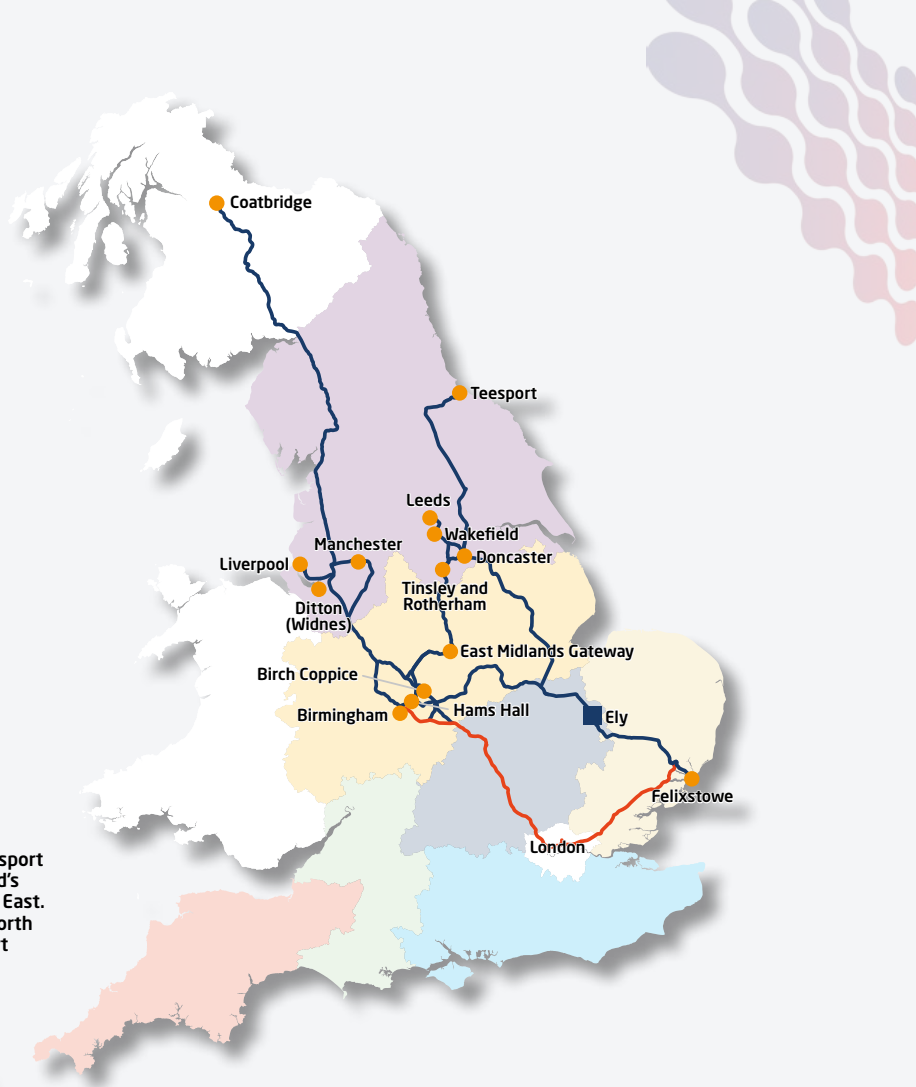 Coatbridge
Teesport
Leeds
Wakefield
Manchester
Doncaster
Liverpool
Tinsley and
Rotherham
Ditton
(Widnes)
East Midlands Gateway
Birch Coppice
Hams Hall
Birmingham
Ely
Felixstowe
London
sport
d's
East.
orth
t